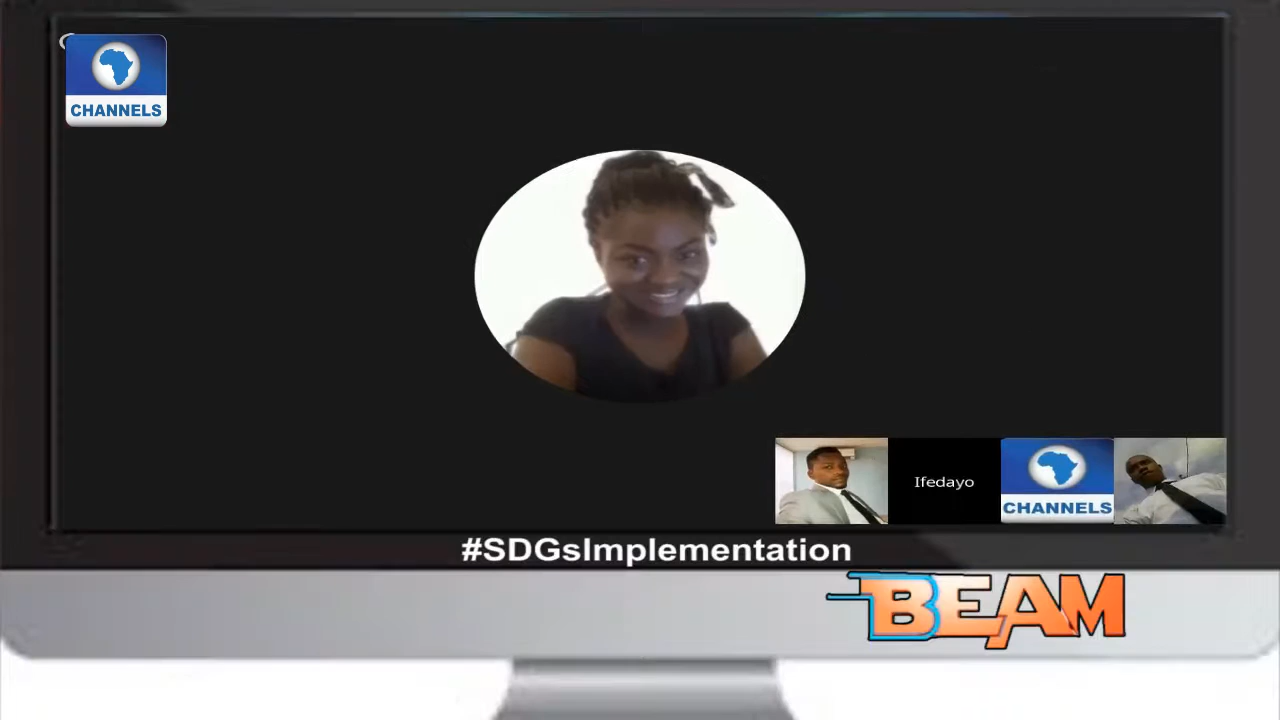 CHANNELS
Ifedayo
CHANNELS
#SDGsImplementation
BEAM